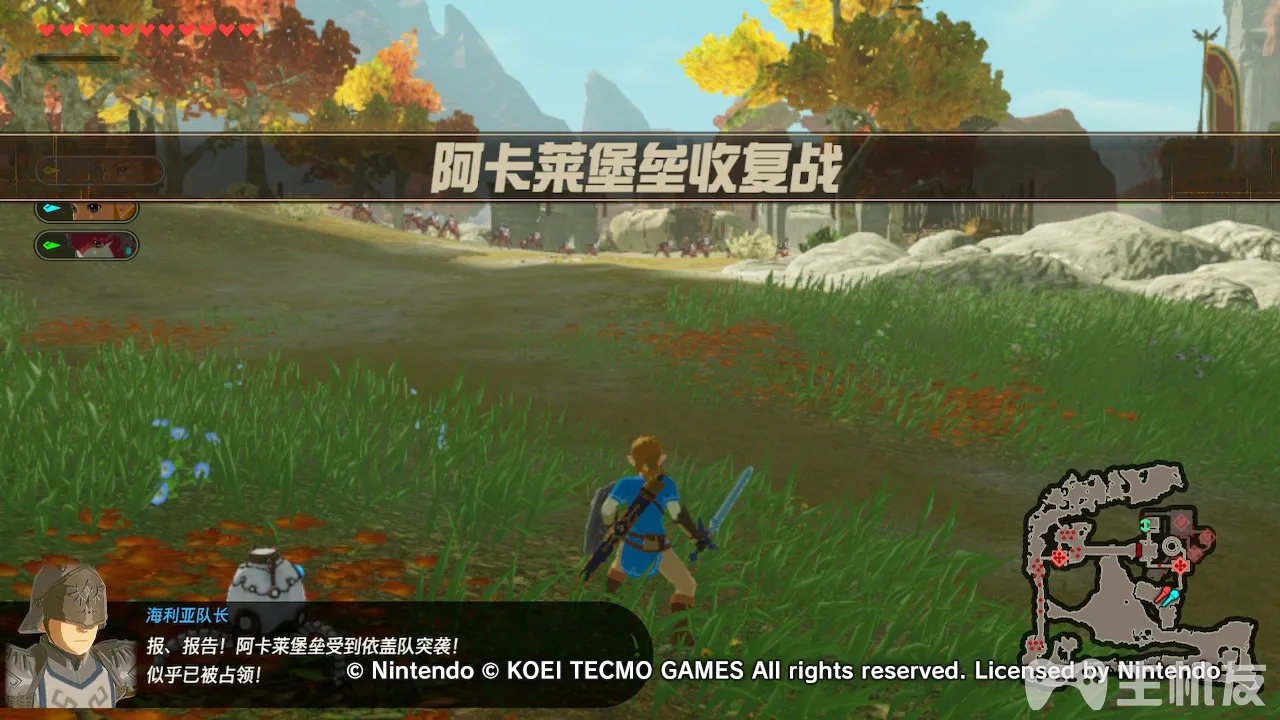 阿卡莱堡垒收复战
海利亚队长
报、报告！阿卡莱堡垒受到依盖队突袭！
似乎已被占领！
© Nintendo © KOEI TECMO GAMES All rights reserved. Licensed by Nintendo
主机友